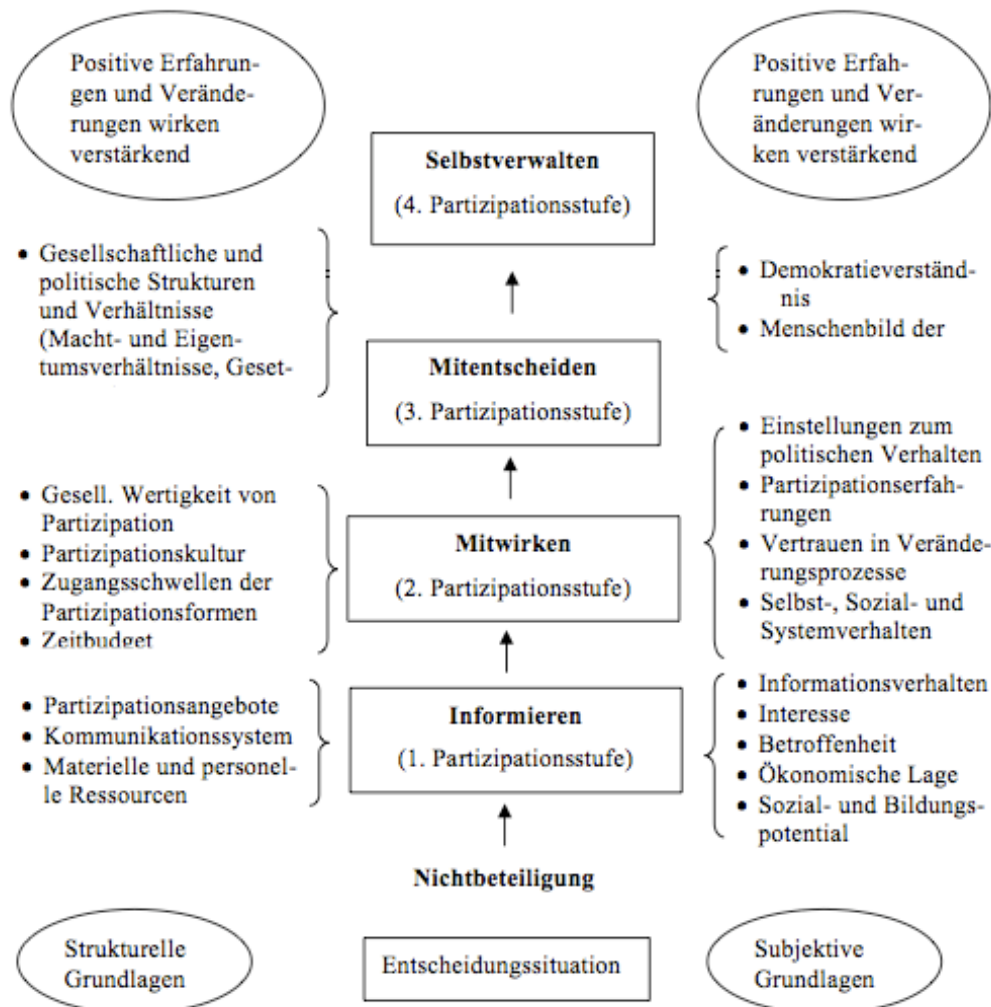 Positive Erfahrun-
gen und Verände-
rungen wirken
verstärkend
Positive Erfah-
rungen und Ver-
änderungen wir-
ken verstärkend
Selbstverwalten
(4. Partizipationsstufe)
• Gesellschaftliche und
politische Strukturen
und Verhältnisse
(Macht- und Eigen-
tumsverhältnisse, Geset-
• Demokratieverständ-
nis
• Menschenbild der
Mitentscheiden
(3. Partizipationsstufe)
• Gesell. Wertigkeit von
Partizipation
• Partizipationskultur
• Zugangsschwellen der
Partizipationsformen
• Zeitbudget
Mitwirken
(2. Partizipationsstufe)
• Einstellungen zum
politischen Verhalten
• Partizipationserfah-
rungen
• Vertrauen in Verände-
rungsprozesse
• Selbst-, Sozial- und
Systemverhalten
• Partizipationsangebote
• Kommunikationssystem
• Materielle und personel-
le Ressourcen
Informieren
(1. Partizipationsstufe)
• Informationsverhalten
• Interesse
• Betroffenheit
• Ökonomische Lage
• Sozial- und Bildungs-
potential
Nichtbeteiligung
Strukturelle
Grundlagen
Entscheidungssituation
Subjektive
Grundlagen